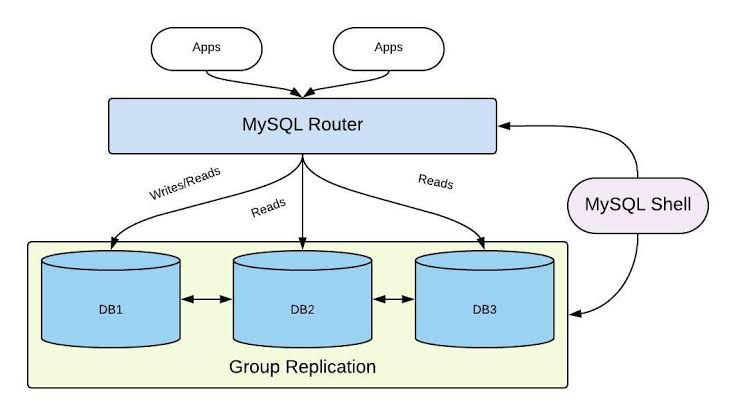 Apps
Apps
MySQL Router
Writes/Reads
Reads
Reads
MySQL Shell
DB1
DB2
DB3
Group Replication